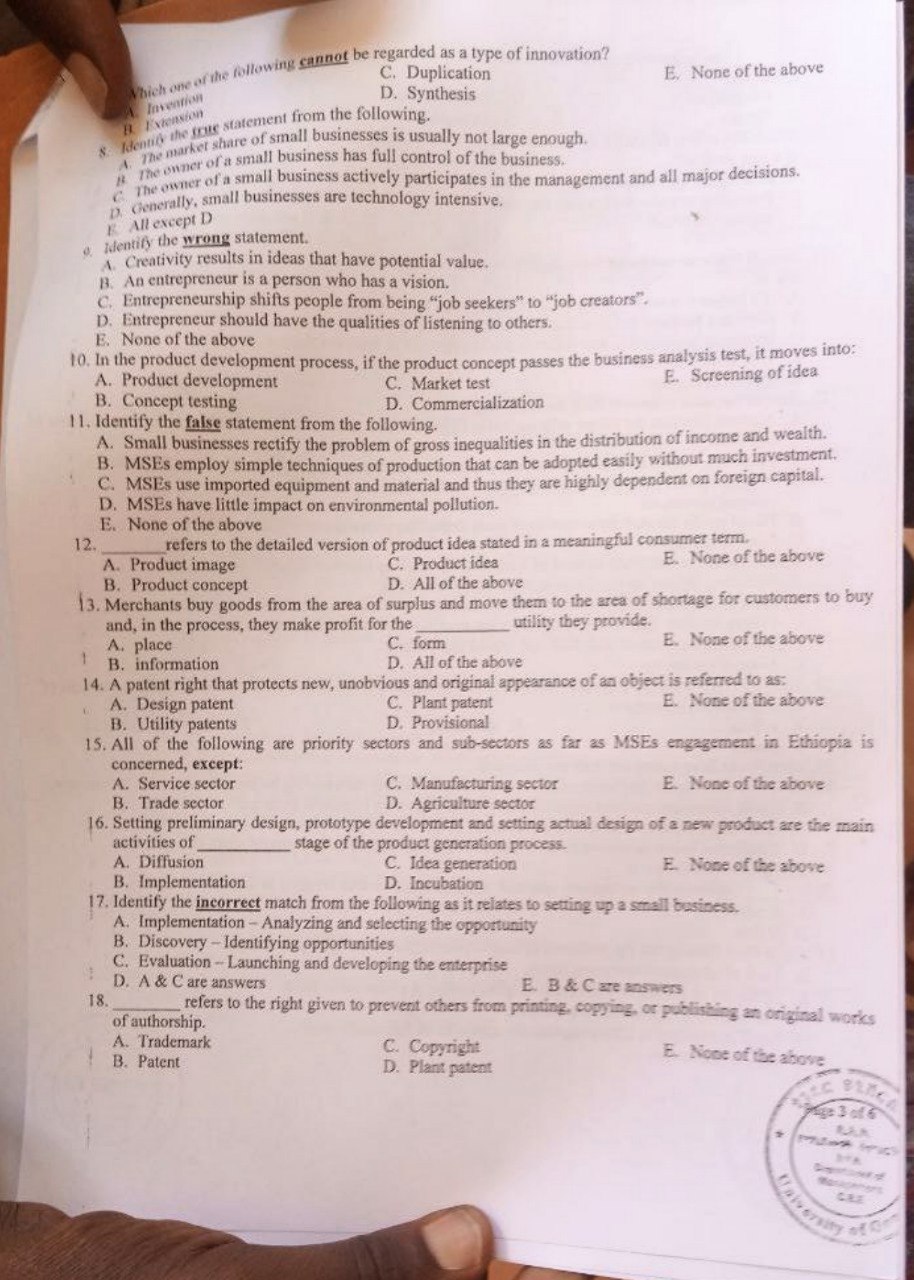 Which one of the following cannot be regarded as a type of innovation?
A. Invention C. Duplication E. None of the above
B. Extension D. Synthesis
8. Identify the true statement from the following.
A. The market share of small businesses is usually not large enough.
B. The owner of a small business has full control of the business.
C. The owner of a small business actively participates in the management and all major decisions.
D. Generally, small businesses are technology intensive.
E. All except D
9. Identify the wrong statement.
A. Creativity results in ideas that have potential value.
B. An entrepreneur is a person who has a vision.
C. Entrepreneurship shifts people from being “job seekers” to “job creators”.
D. Entrepreneur should have the qualities of listening to others.
E. None of the above
10. In the product development process, if the product concept passes the business analysis test, it moves into:
A. Product development C. Market test E. Screening of idea
B. Concept testing D. Commercialization
11. Identify the false statement from the following.
A. Small businesses rectify the problem of gross inequalities in the distribution of income and wealth.
B. MSEs employ simple techniques of production that can be adopted easily without much investment.
C. MSEs use imported equipment and material and thus they are highly dependent on foreign capital.
D. MSEs have little impact on environmental pollution.
E. None of the above
12. ______ refers to the detailed version of product idea stated in a meaningful consumer term.
A. Product image C. Product idea E. None of the above
B. Product concept D. All of the above
13. Merchants buy goods from the area of surplus and move them to the area of shortage for customers to buy
and, in the process, they make profit for the _________ utility they provide.
A. place C. form E. None of the above
B. information D. All of the above
14. A patent right that protects new, unobvious and original appearance of an object is referred to as:
A. Design patent C. Plant patent E. None of the above
B. Utility patents D. Provisional
15. All of the following are priority sectors and sub-sectors as far as MSEs engagement in Ethiopia is
concerned, except:
A. Service sector C. Manufacturing sector E. None of the above
B. Trade sector D. Agriculture sector
16. Setting preliminary design, prototype development and setting actual design of a new product are the main
activities of _________ stage of the product generation process.
A. Diffusion C. Idea generation E. None of the above
B. Implementation D. Incubation
17. Identify the incorrect match from the following as it relates to setting up a small business.
A. Implementation – Analyzing and selecting the opportunity
B. Discovery – Identifying opportunities
C. Evaluation – Launching and developing the enterprise
D. A & C are answers E. B & C are answers
18. _______ refers to the right given to prevent others from printing, copying, or publishing an original works
of authorship.
A. Trademark C. Copyright E. None of the above
B. Patent D. Plant patent
Page 3 of 6
Department of
Management
University of